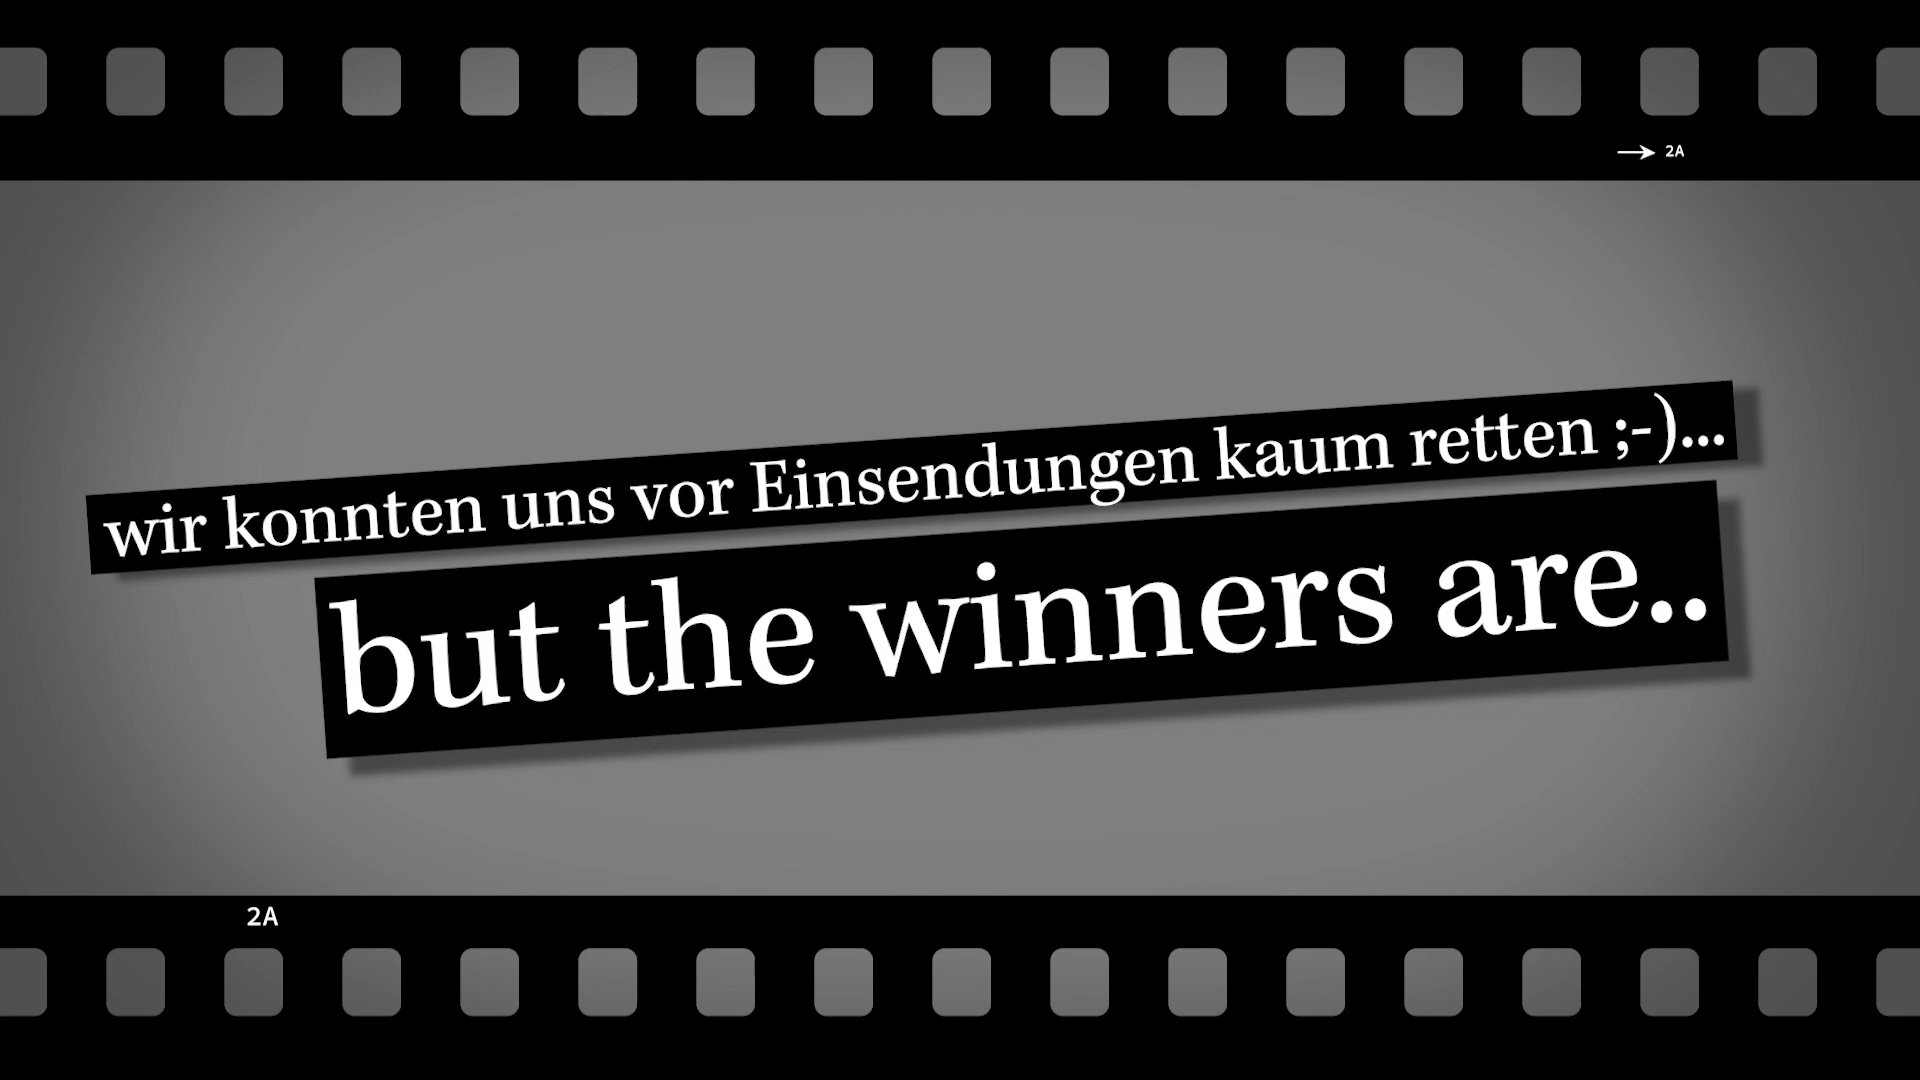 → 2A
wir konnten uns vor Einsendungen kaum retten ;-)...
but the winners are..
2A